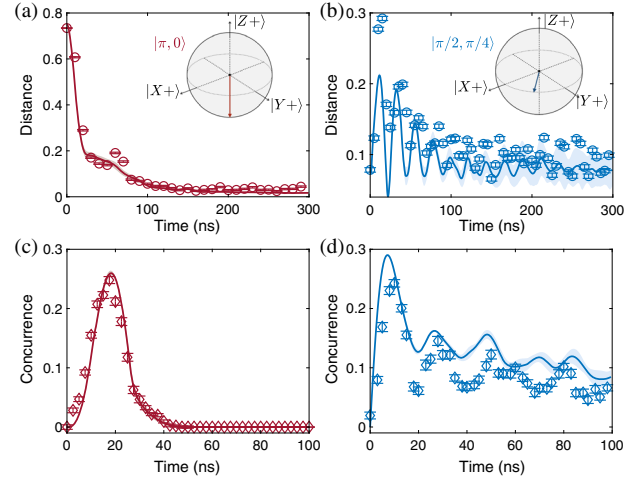 (a)
0.8
0.6
0.4
0.2
0
Distance
0 100 200 300
Time (ns)
|π, 0⟩
|Z+⟩
|X+⟩
|Y+⟩
(b)
0.3
0.2
0.1
Distance
0 50 100 150 200 250 300
Time (ns)
|π/2, π/4⟩
|Z+⟩
|X+⟩
|Y+⟩
(c)
0.3
0.2
0.1
0
Concurrence
0 20 40 60 80 100
Time (ns)
(d)
0.3
0.2
0.1
0
Concurrence
0 20 40 60 80 100
Time (ns)